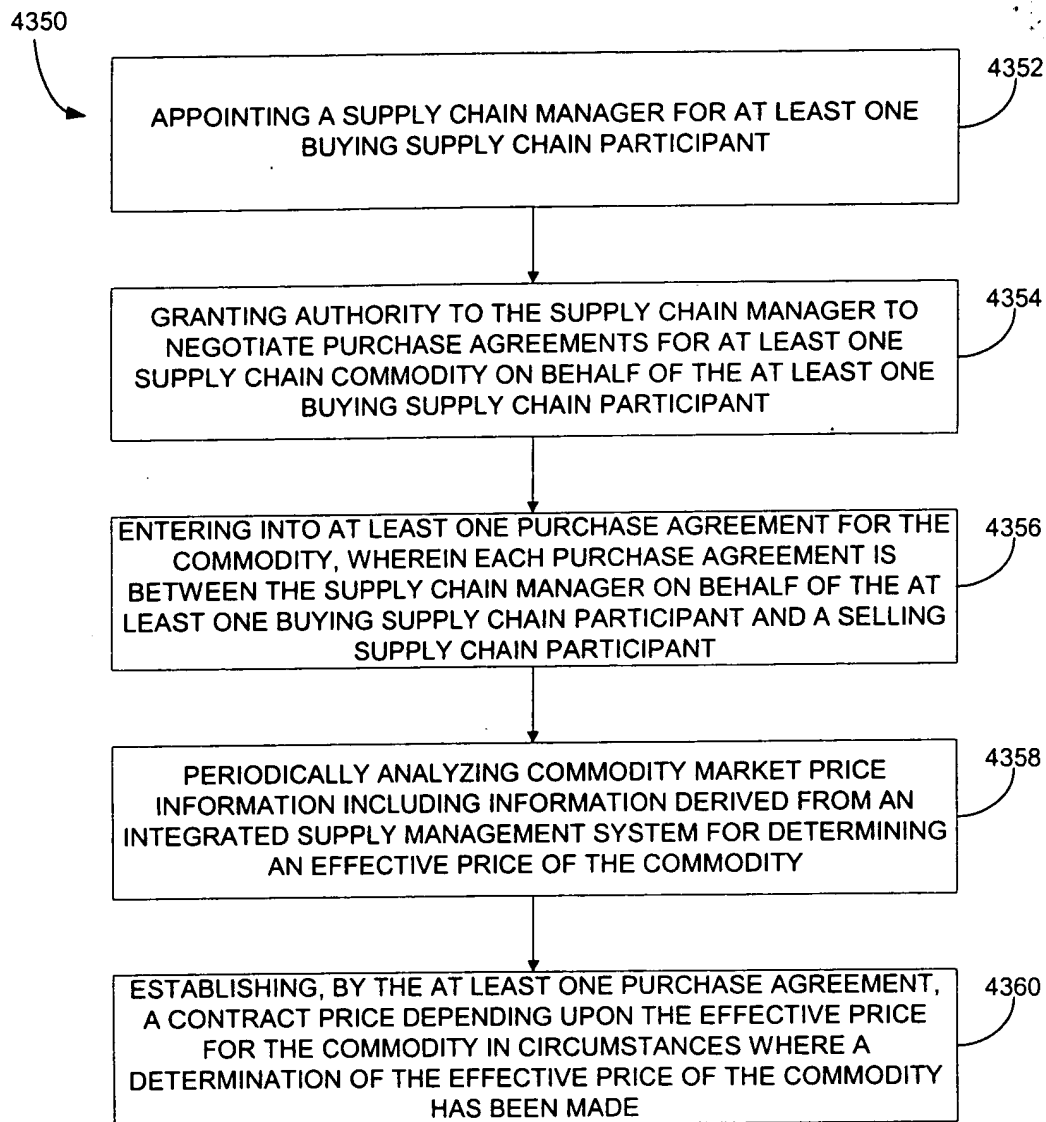 4350
4352
APPOINTING A SUPPLY CHAIN MANAGER FOR AT LEAST ONE
BUYING SUPPLY CHAIN PARTICIPANT
4354
GRANTING AUTHORITY TO THE SUPPLY CHAIN MANAGER TO
NEGOTIATE PURCHASE AGREEMENTS FOR AT LEAST ONE
SUPPLY CHAIN COMMODITY ON BEHALF OF THE AT LEAST ONE
BUYING SUPPLY CHAIN PARTICIPANT
4356
ENTERING INTO AT LEAST ONE PURCHASE AGREEMENT FOR THE
COMMODITY, WHEREIN EACH PURCHASE AGREEMENT IS
BETWEEN THE SUPPLY CHAIN MANAGER ON BEHALF OF THE AT
LEAST ONE BUYING SUPPLY CHAIN PARTICIPANT AND A SELLING
SUPPLY CHAIN PARTICIPANT
4358
PERIODICALLY ANALYZING COMMODITY MARKET PRICE
INFORMATION INCLUDING INFORMATION DERIVED FROM AN
INTEGRATED SUPPLY MANAGEMENT SYSTEM FOR DETERMINING
AN EFFECTIVE PRICE OF THE COMMODITY
4360
ESTABLISHING, BY THE AT LEAST ONE PURCHASE AGREEMENT,
A CONTRACT PRICE DEPENDING UPON THE EFFECTIVE PRICE
FOR THE COMMODITY IN CIRCUMSTANCES WHERE A
DETERMINATION OF THE EFFECTIVE PRICE OF THE COMMODITY
HAS BEEN MADE